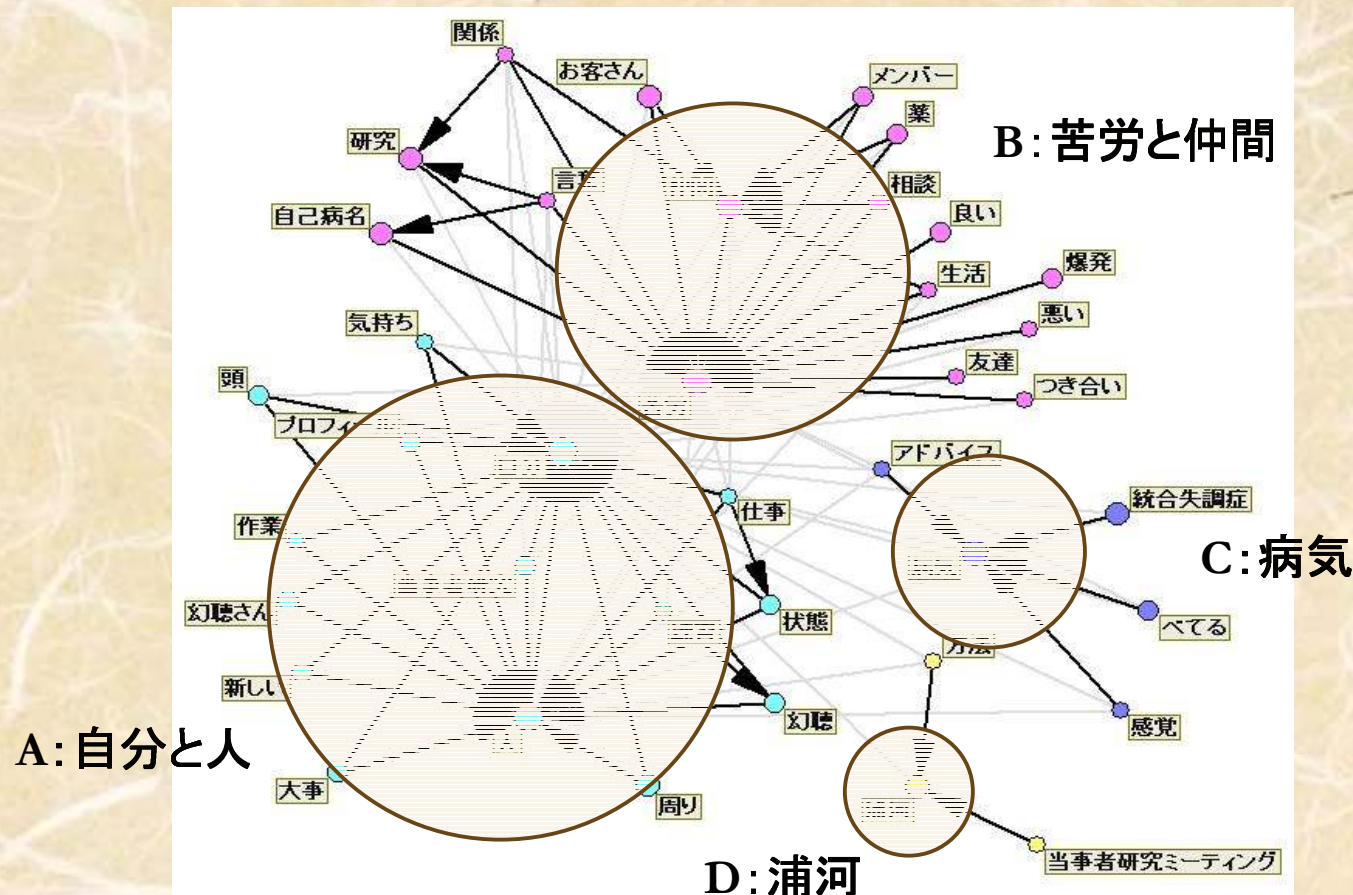 関係
お客さん
メンバー
薬
研究
B:苦労と仲間
相談
自己病名
良い
爆発
生活
悪い
気持ち
友達
頭
つき合い
アドバイス
統合失調症
作業
仕事
C:病気
幻聴さん
状態
べてる
方法
新しい
幻聴
感覚
A:自分と人
大事
周り
当事者研究ミーティング
D:浦河